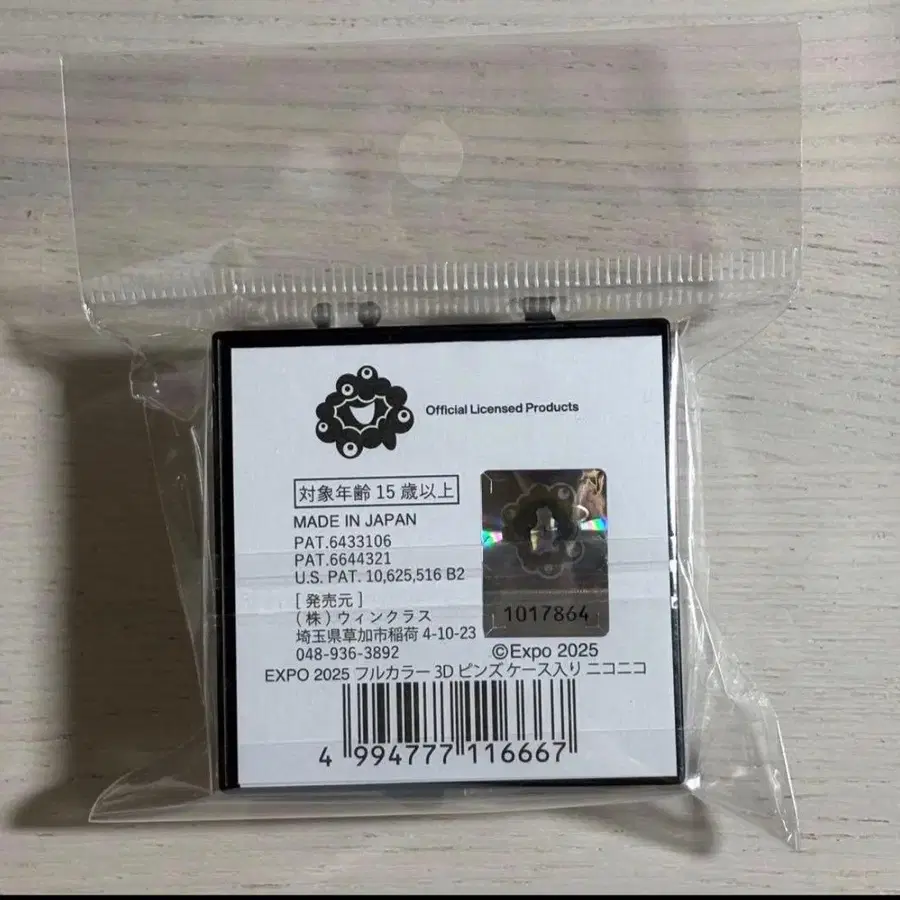 Official Licensed Products
対象年齢 15 歳以上
MADE IN JAPAN
PAT.6433106
PAT.6644321
U.S. PAT. 10,625,516 B2
[ 発売元 ]
(株) ウィンクラス
埼玉県草加市稲荷 4-10-23
048-936-3892
1017864
©Expo 2025
EXPO 2025 フルカラー 3D ピンズ ケース入り ニコニコ
4 994777 116667